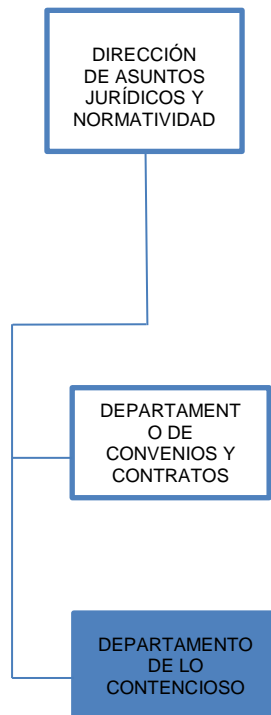 DIRECCIÓN
DE ASUNTOS
JURÍDICOS Y
NORMATIVIDAD
DEPARTAMENT
O DE
CONVENIOS Y
CONTRATOS
DEPARTAMENTO
DE LO
CONTENCIOSO